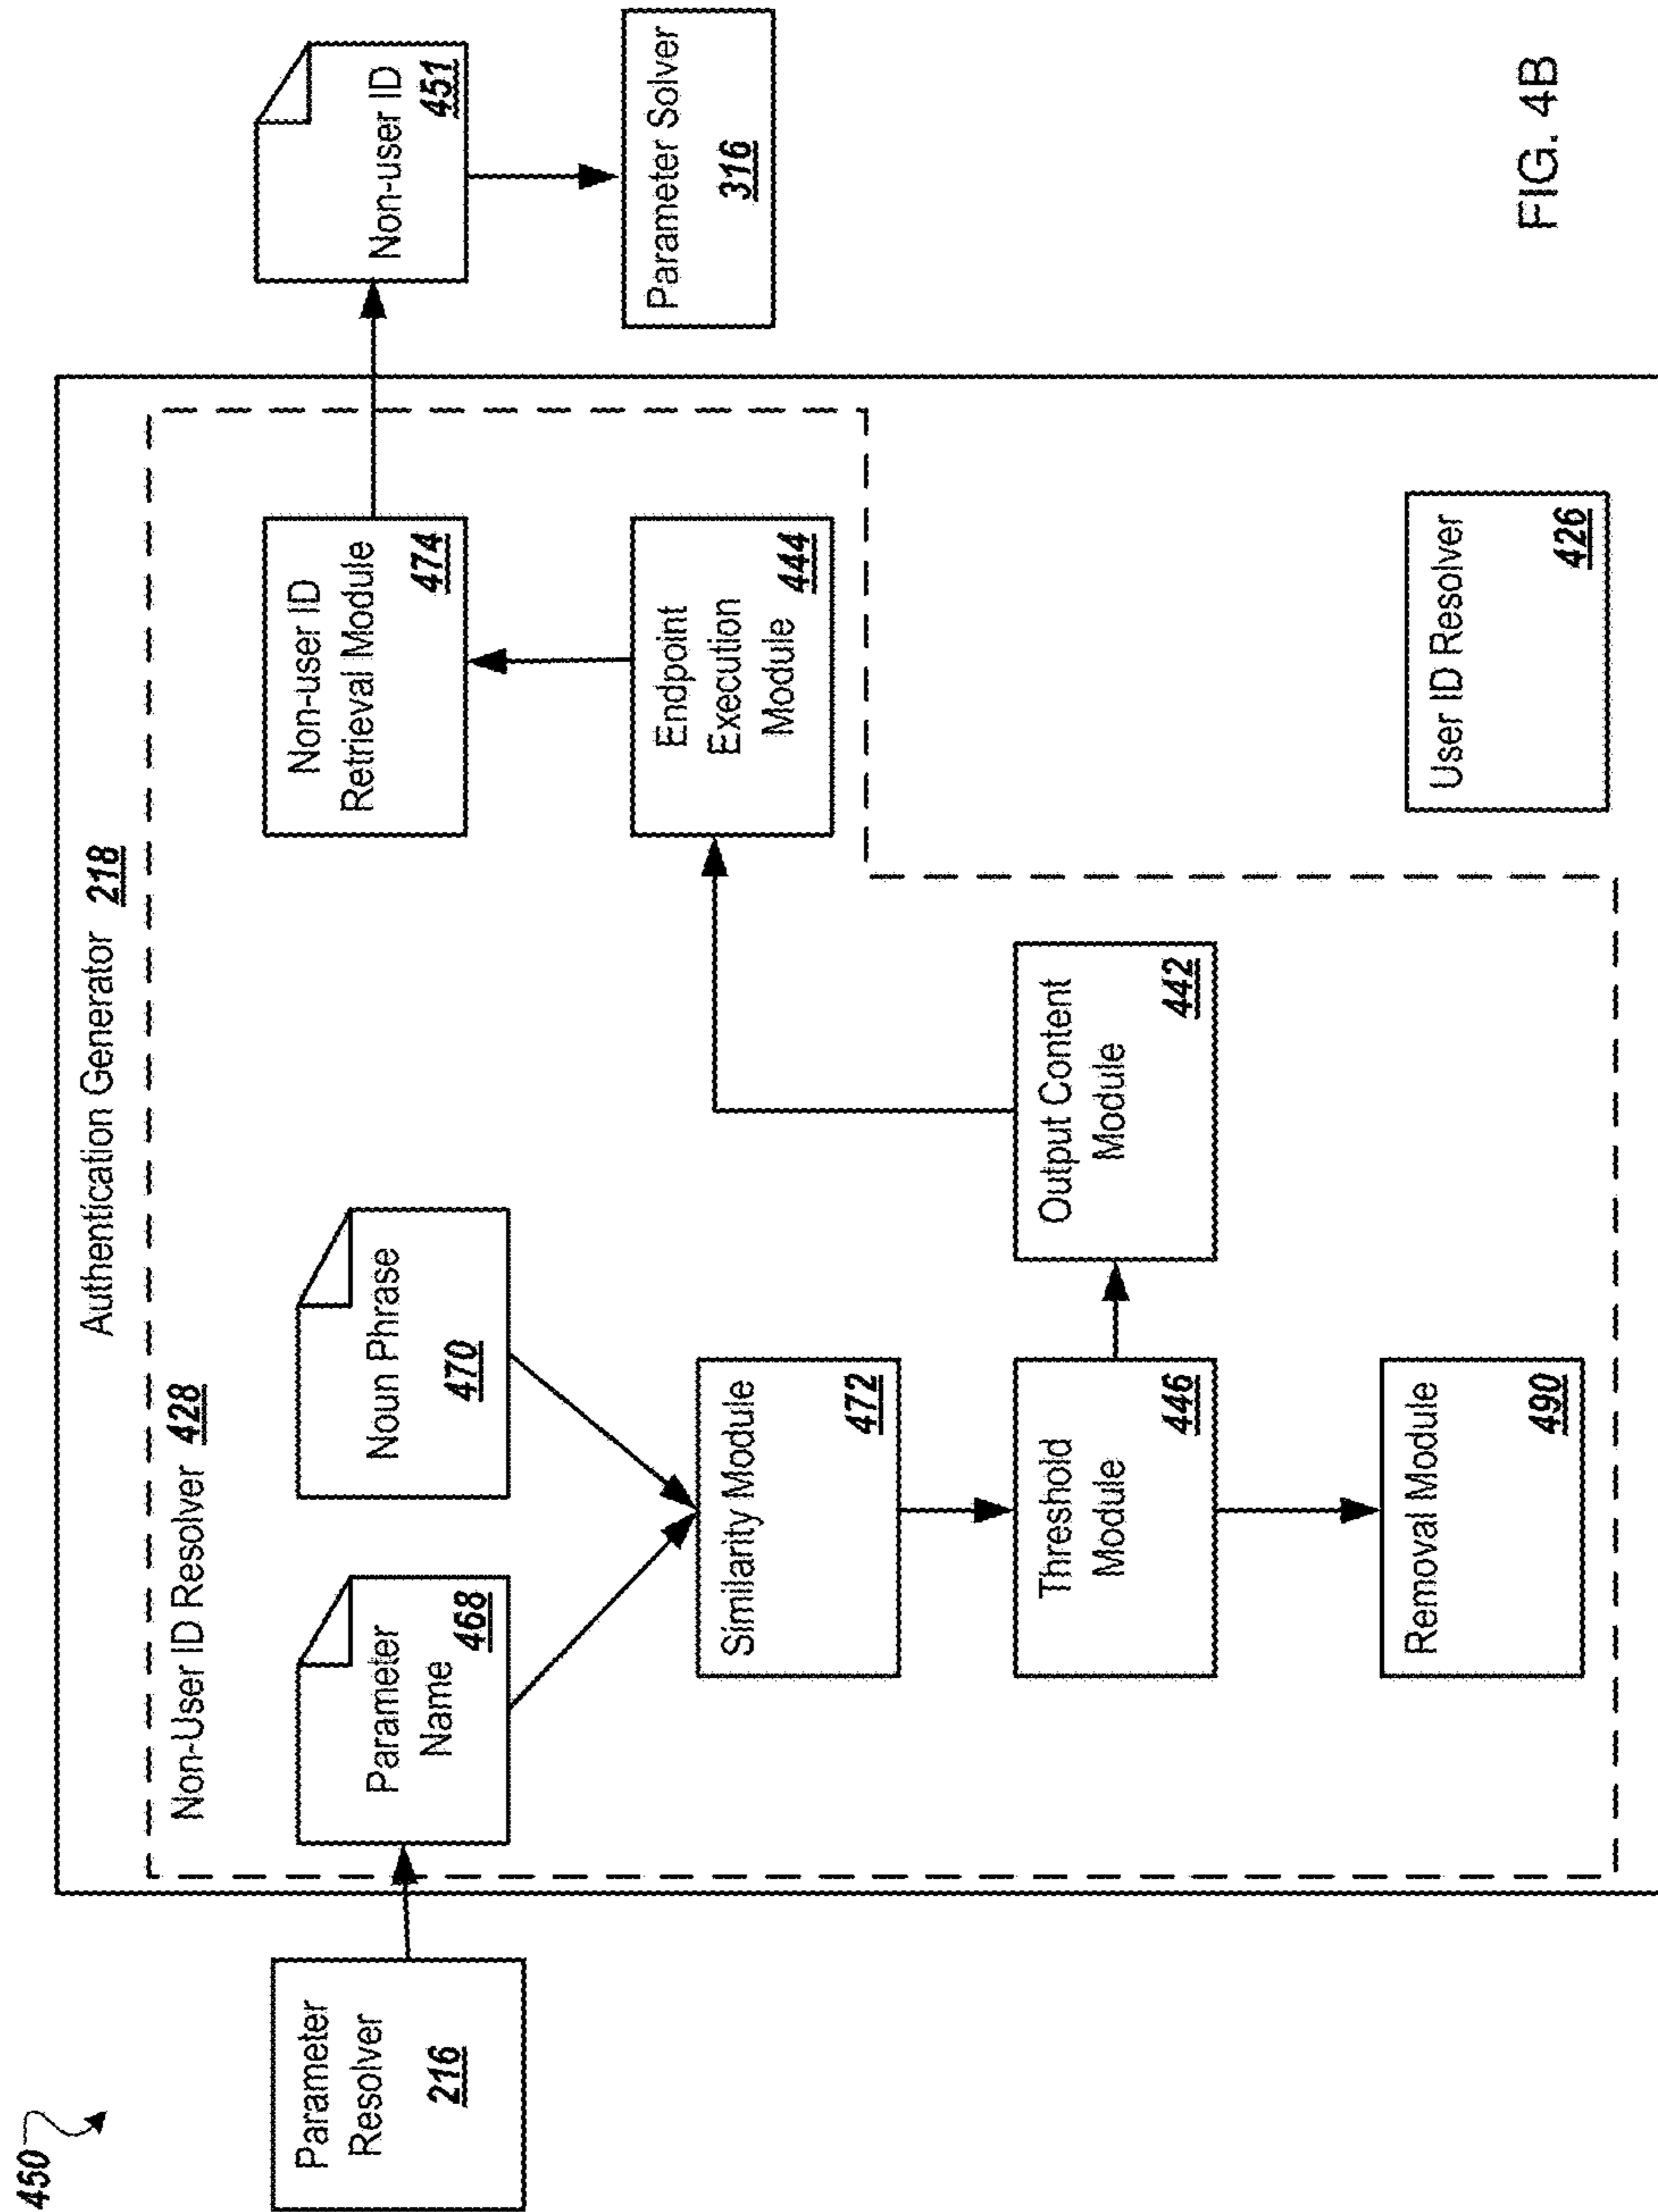 450
Authentication Generator 218
Non-User ID Resolver 428
Parameter
Resolver
216
Parameter
Name
468
Noun Phrase
470
Similarity Module
472
Threshold
Module
446
Removal Module
490
Output Content
Module
442
Endpoint
Execution
Module
444
Non-user ID
Retrieval Module
474
User ID Resolver
426
Non-user ID
451
Parameter Solver
316
FIG. 4B